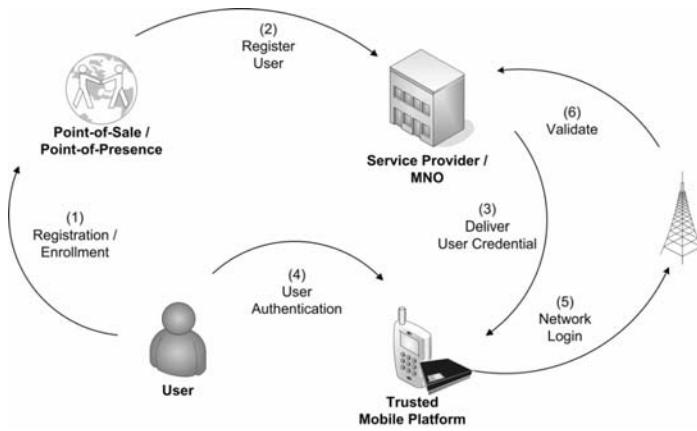 (2)
Register
User
Point-of-Sale /
Point-of-Presence
Service Provider /
MNO
(6)
Validate
(1)
Registration /
Enrollment
(3)
Deliver
User Credential
(4)
User
Authentication
(5)
Network
Login
User
Trusted
Mobile Platform